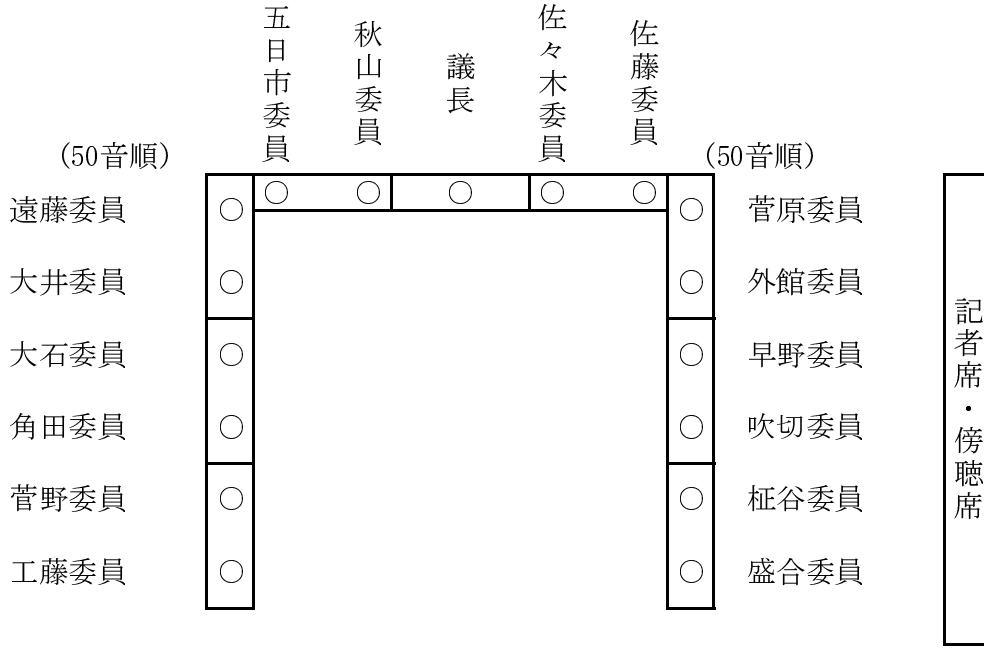 五日市委員
秋山委員
議長
佐々木委員
佐藤委員
（50音順）
（50音順）
遠藤委員
大井委員
大石委員
角田委員
菅野委員
工藤委員
菅原委員
外館委員
早野委員
吹切委員
柾谷委員
盛合委員
記者席・傍聴席